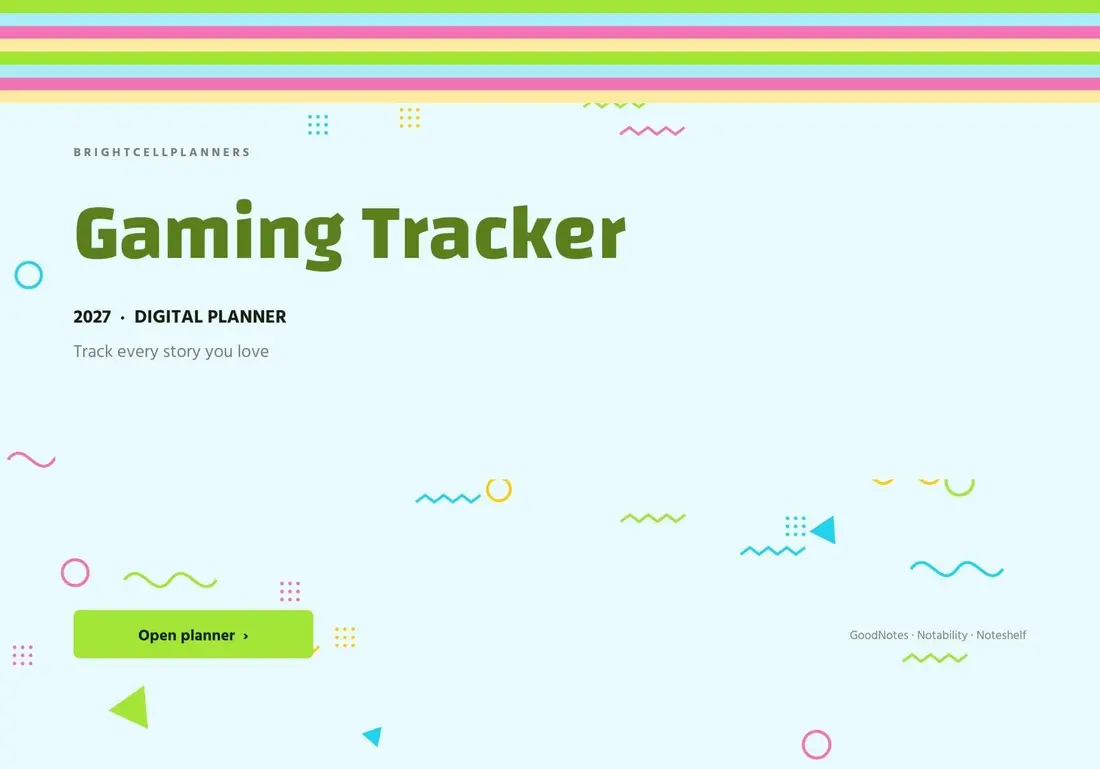 BRIGHTCELLPLANNERS
Gaming Tracker
2027 · DIGITAL PLANNER
Track every story you love
Open planner ›
GoodNotes · Notability · Noteshelf